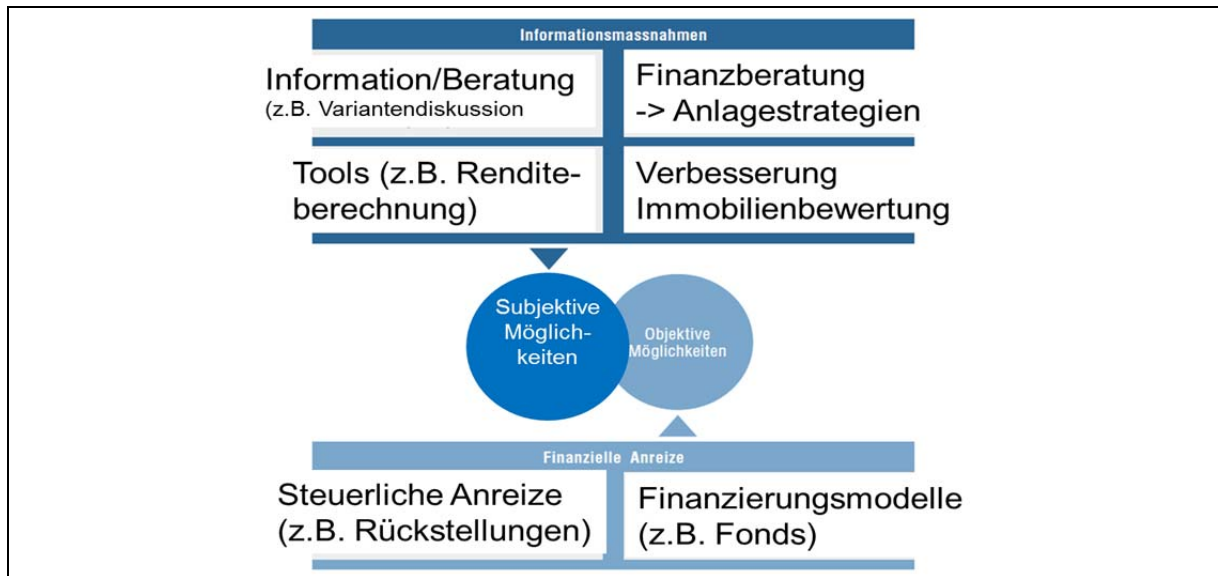 Informationsmassnahmen
Information/Beratung
(z.B. Variantendiskussion
Finanzberatung
-> Anlagestrategien
Tools (z.B. Rendite-
berechnung)
Verbesserung
Immobilienbewertung
Subjektive
Möglich-
keiten
Objektive
Möglichkeiten
Finanzielle Anreize
Steuerliche Anreize
(z.B. Rückstellungen)
Finanzierungsmodelle
(z.B. Fonds)